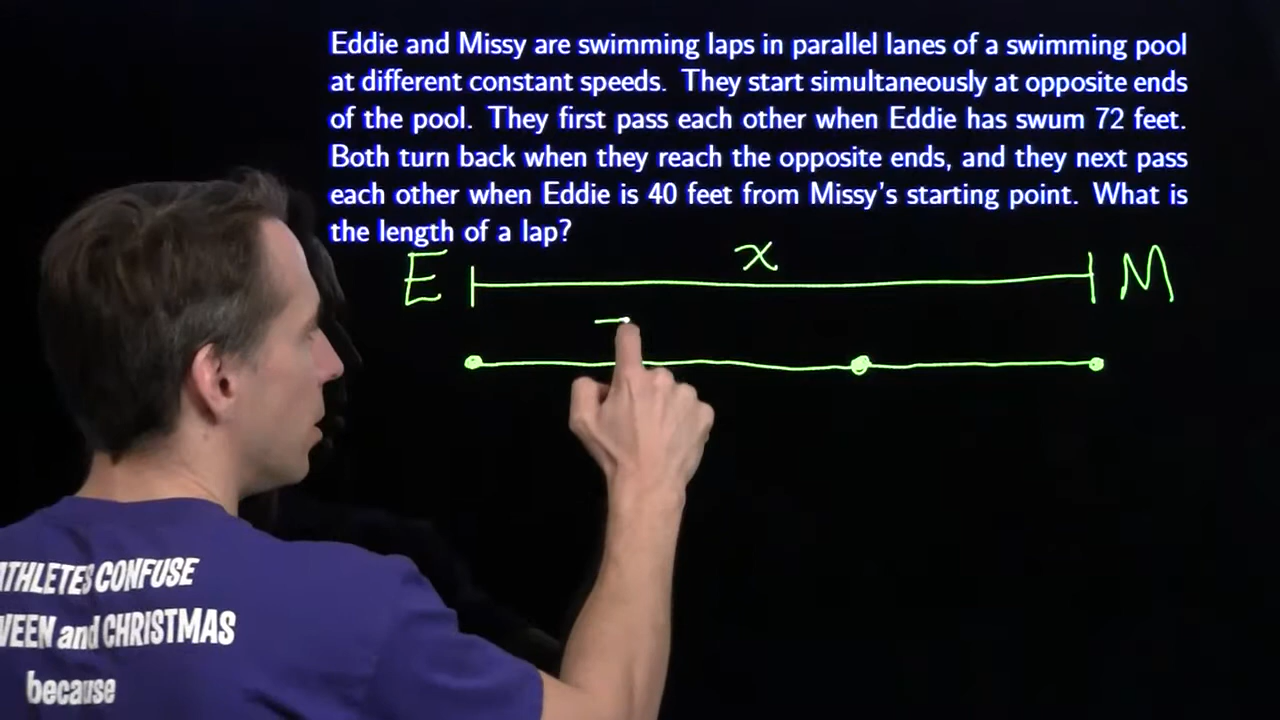 Eddie and Missy are swimming laps in parallel lanes of a swimming pool
at different constant speeds. They start simultaneously at opposite ends
of the pool. They first pass each other when Eddie has swum 72 feet.
Both turn back when they reach the opposite ends, and they next pass
each other when Eddie is 40 feet from Missy's starting point. What is
the length of a lap?
E x M
ATHLETES CONFUSE
WEEN and CHRISTMAS
because